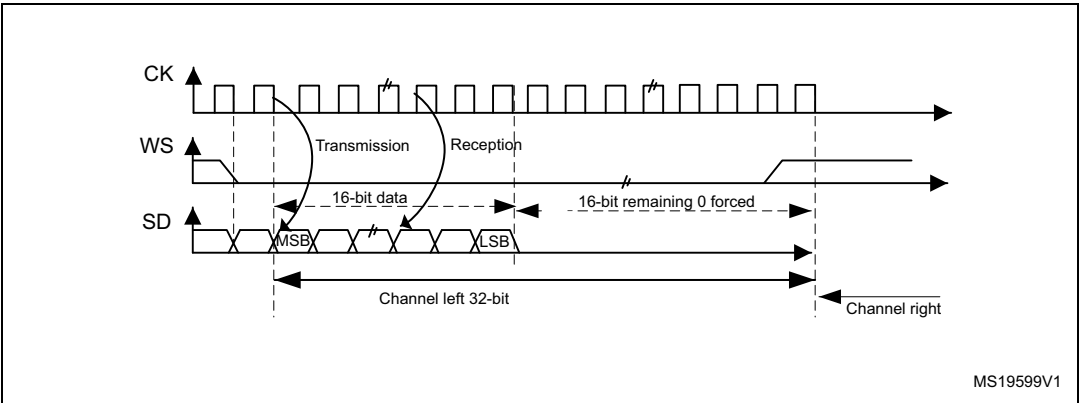 CK
WS
Transmission
Reception
16-bit data
16-bit remaining 0 forced
SD
MSB
LSB
Channel left 32-bit
Channel right
MS19599V1